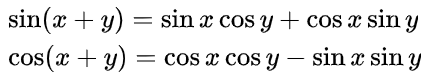 sin(x + y) = sin x cos y + cos x sin y
cos(x + y) = cos x cos y − sin x sin y